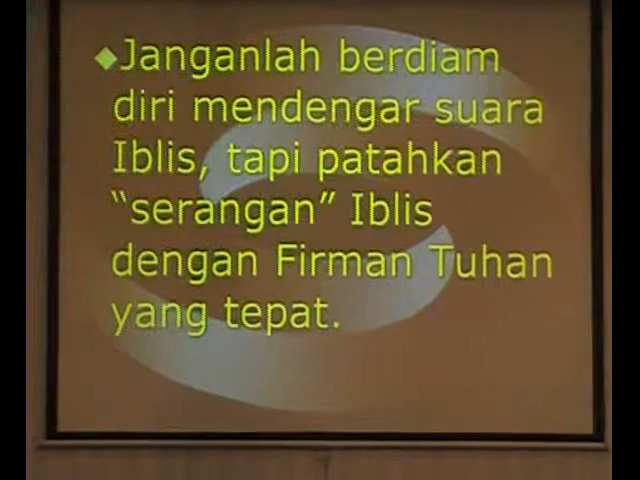 Janganlah berdiam
diri mendengar suara
Iblis, tapi patahkan
“serangan” Iblis
dengan Firman Tuhan
yang tepat.